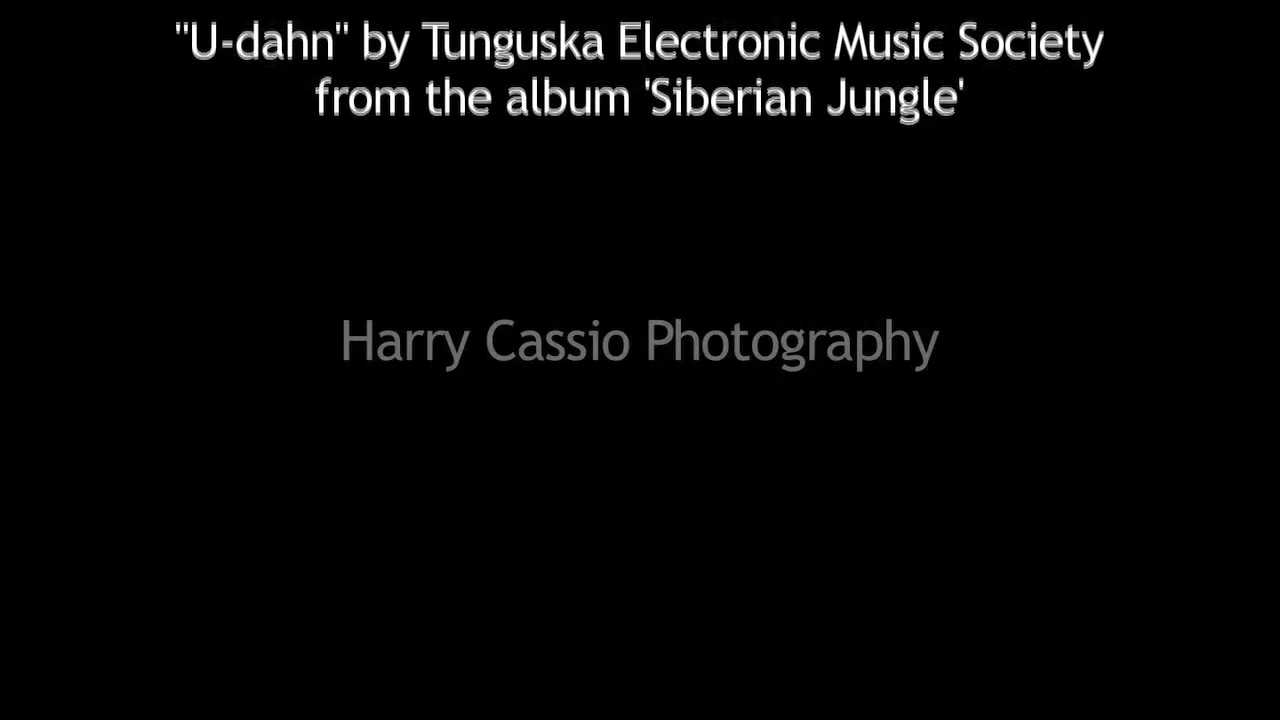 "U-dahn" by Tunguska Electronic Music Society
from the album 'Siberian Jungle'
Harry Cassio Photography